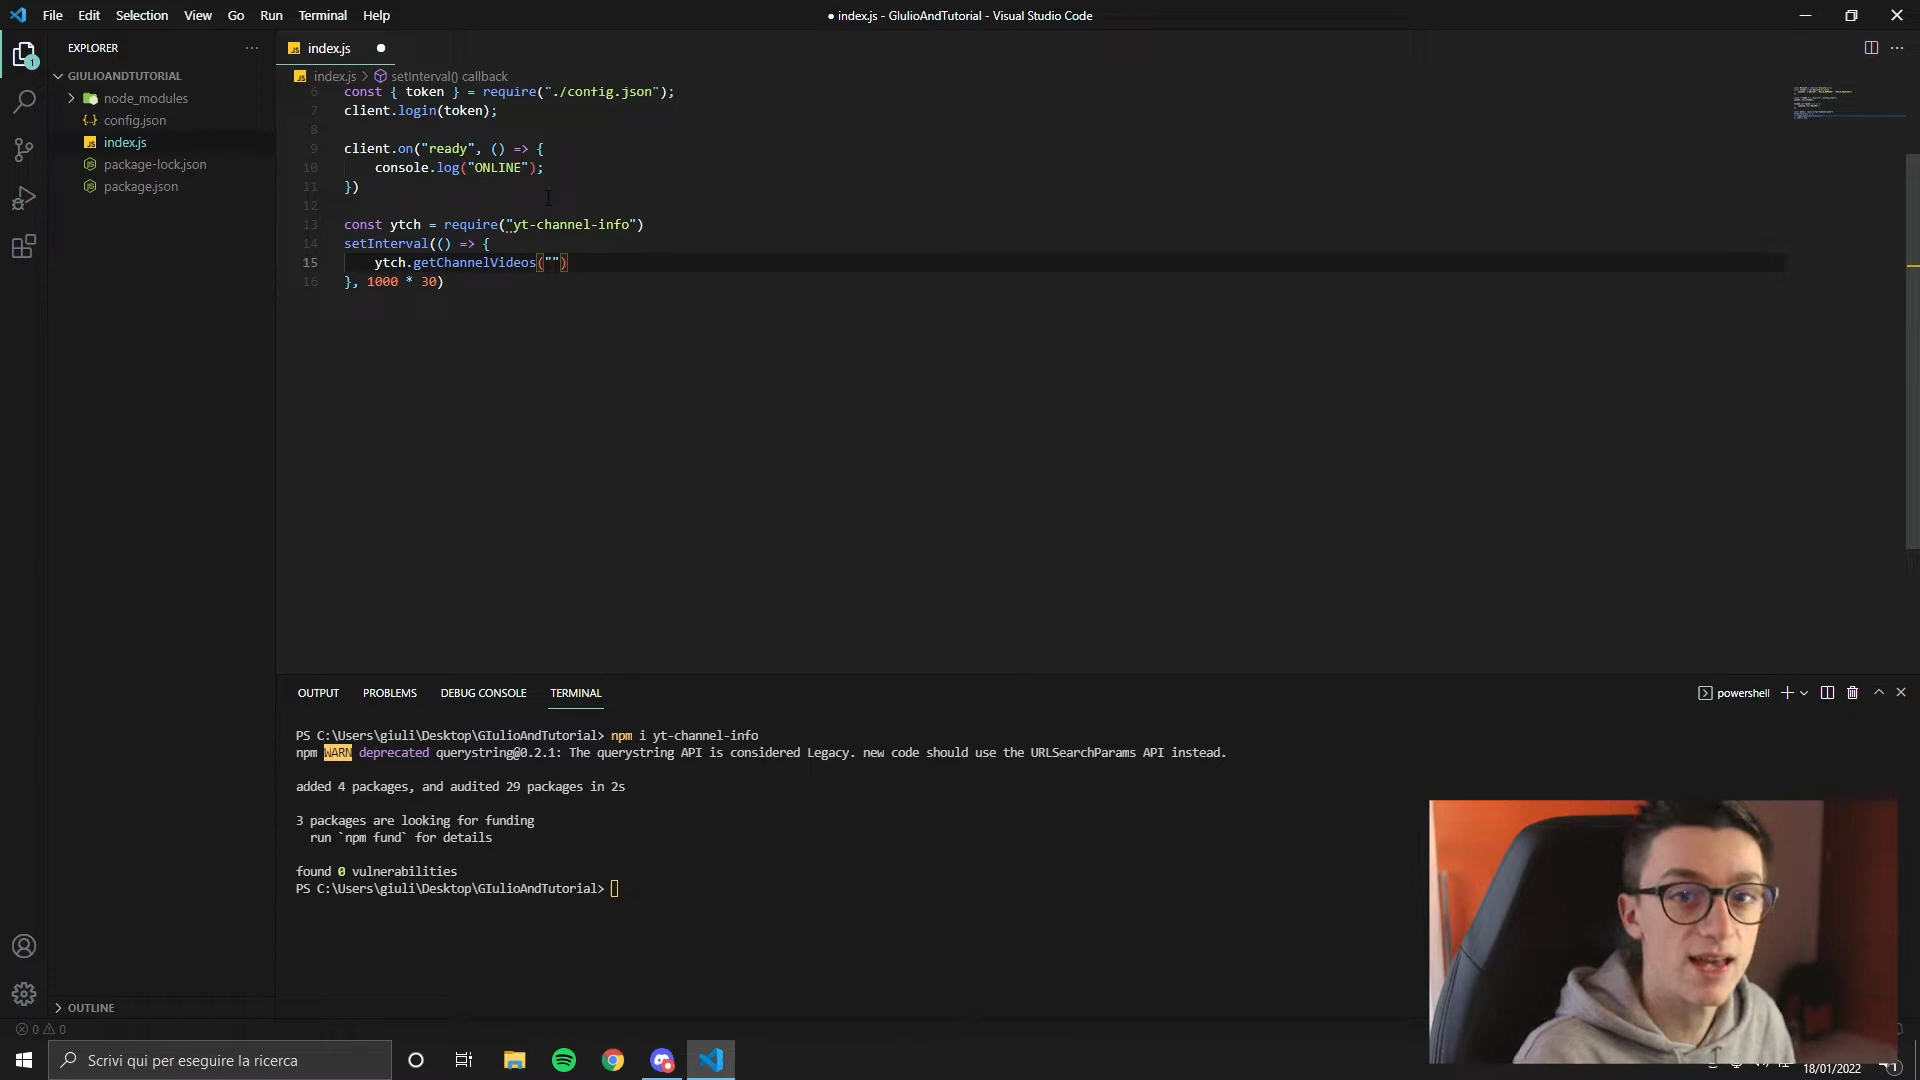 File Edit Selection View Go Run Terminal Help
● index.js - GIulioAndTutorial - Visual Studio Code
EXPLORER
GIULIOANDTUTORIAL
node_modules
config.json
index.js
package-lock.json
package.json
OUTLINE
1
JS index.js
JS index.js > setInterval() callback
6 const { token } = require("./config.json");
7 client.login(token);
8
9 client.on("ready", () => {
10 console.log("ONLINE");
11 })
12
13 const ytch = require("yt-channel-info")
14 setInterval(() => {
15 ytch.getChannelVideos("")
16 }, 1000 * 30)
OUTPUT PROBLEMS DEBUG CONSOLE TERMINAL
powershell
PS C:\Users\giuli\Desktop\GIulioAndTutorial> npm i yt-channel-info
npm WARN deprecated querystring@0.2.1: The querystring API is considered Legacy. new code should use the URLSearchParams API instead.
added 4 packages, and audited 29 packages in 2s
3 packages are looking for funding
run `npm fund` for details
found 0 vulnerabilities
PS C:\Users\giuli\Desktop\GIulioAndTutorial>
0 0
Scrivi qui per eseguire la ricerca
18/01/2022
1